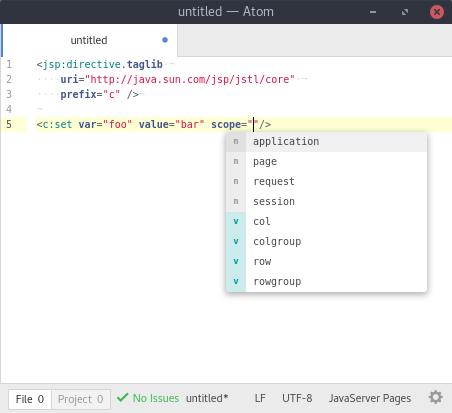 untitled — Atom
untitled
1 <jsp:directive.taglib
2 uri="http://java.sun.com/jsp/jstl/core"
3 prefix="c" />
4
5 <c:set var="foo" value="bar" scope=""/>
n application
n page
n request
n session
v col
v colgroup
v row
v rowgroup
File 0 Project 0 No Issues untitled* LF UTF-8 JavaServer Pages